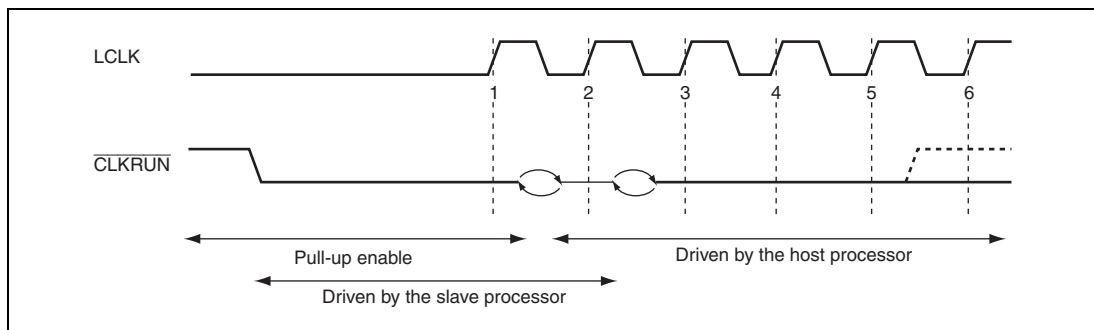 LCLK
1 2 3 4 5 6
CLKRUN
Pull-up enable
Driven by the host processor
Driven by the slave processor